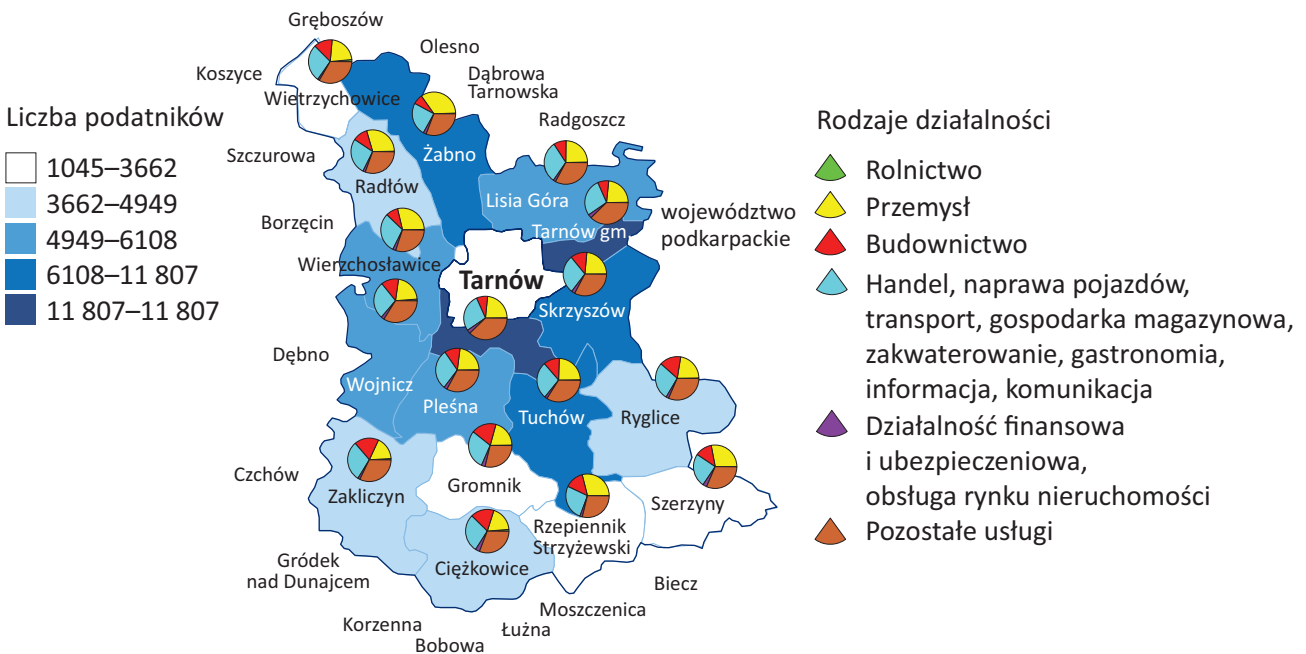 Liczba podatników
1045–3662
3662–4949
4949–6108
6108–11 807
11 807–11 807
Gręboszów
Koszyce
Olesno
Dąbrowa
Tarnowska
Wietrzychowice
Radgoszcz
Szczurowa
Żabno
Radłów
Lisia Góra
Borzęcin
Tarnów gm.
województwo
podkarpackie
Wierzchosławice
Tarnów
Skrzyszów
Dębno
Wojnicz
Pleśna
Tuchów
Ryglice
Czchów
Zakliczyn
Gromnik
Szerzyny
Rzepiennik
Strzyżewski
Gródek
nad Dunajcem
Ciężkowice
Biecz
Moszczenica
Korzenna
Łużna
Bobowa
Rodzaje działalności
Rolnictwo
Przemysł
Budownictwo
Handel, naprawa pojazdów,
transport, gospodarka magazynowa,
zakwaterowanie, gastronomia,
informacja, komunikacja
Działalność finansowa
i ubezpieczeniowa,
obsługa rynku nieruchomości
Pozostałe usługi